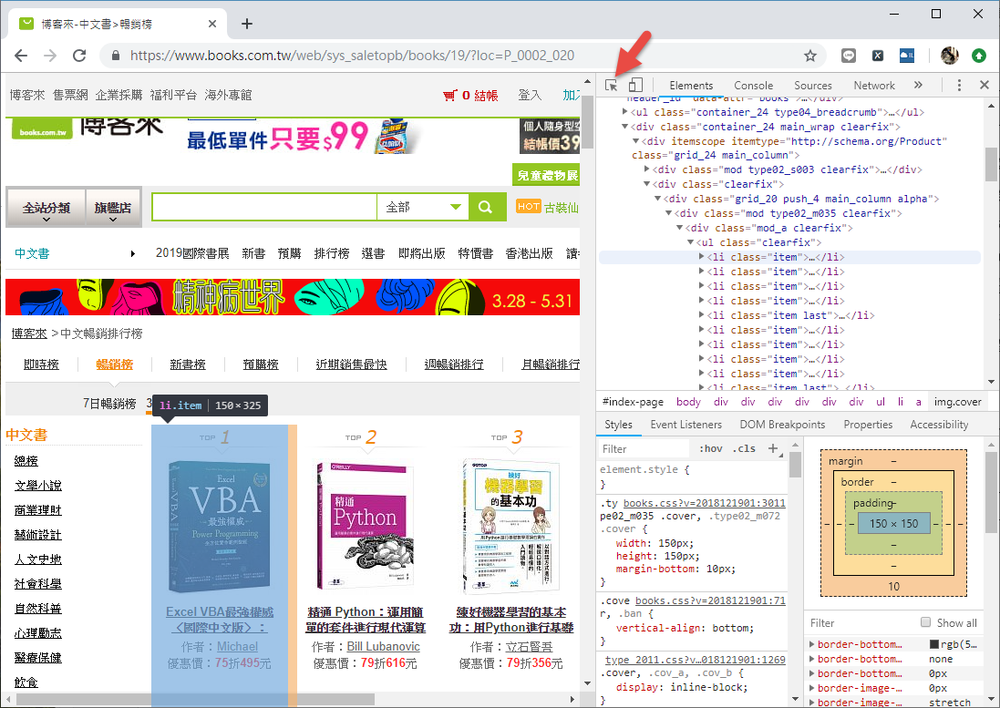 博客來-中文書>暢銷榜
https://www.books.com.tw/web/sys_saletopb/books/19/?loc=P_0002_020
博客來 售票網 企業採購 福利平台 海外專館 0 結帳 登入 加入
books.com.tw 博客來 最低單件只要$99 個人隨身型空
結帳價39
兒童禮物展
全站分類 旗艦店 全部 HOT 古裝仙
中文書 2019國際書展 新書 預購 排行榜 選書 即將出版 特價書 香港出版 讀
精神病世界 3.28 - 5.31
博客來 >中文暢銷排行榜
即時榜 暢銷榜 新書榜 預購榜 近期銷售最快 週暢銷排行 月暢銷排行
7日暢銷榜 3
li.item 150×325
中文書
總榜
文學小說
商業理財
藝術設計
人文史地
社會科學
自然科普
心理勵志
醫療保健
飲食
TOP 1
Excel
VBA
最強權威
Power Programming
Excel VBA最強權威
〈國際中文版〉：
作者：Michael
優惠價：75折495元
TOP 2
O'REILLY
精通
Python
Bill Lubanovic
精通 Python：運用簡
單的套件進行現代運算
作者：Bill Lubanovic
優惠價：79折616元
TOP 3
GOTOP
練好
機器學習
的基本功
用Python進行基礎數學理論的實作
練好機器學習的基本
功：用Python進行基礎
作者：立石賢吾
優惠價：79折356元
Elements Console Sources Network »
header_id" data-attr="books">…</div>
<ul class="container_24 type04_breadcrumb">…</ul>
<div class="container_24 main_wrap clearfix">
<div itemscope itemtype="http://schema.org/Product"
class="grid_24 main_column">
<div class="mod type02_s003 clearfix">…</div>
<div class="clearfix">
<div class="grid_20 push_4 main_column alpha">
<div class="mod type02_m035 clearfix">
<div class="mod_a clearfix">
<ul class="clearfix">
<li class="item">…</li>
<li class="item">…</li>
<li class="item">…</li>
<li class="item">…</li>
<li class="item last">…</li>
<li class="item">…</li>
<li class="item">…</li>
<li class="item">…</li>
<li class="item">…</li>
<li class="item last">…</li>
#index-page body div div div div div div ul li a img.cover
Styles Event Listeners DOM Breakpoints Properties Accessibility
Filter :hov .cls +
element.style {
}
.ty books.css?v=2018121901:3011
pe02_m035 .cover, .type02_m072
.cover {
width: 150px;
height: 150px;
margin-bottom: 10px;
}
.cove books.css?v=2018121901:71
r, .ban {
vertical-align: bottom;
}
type_2011.css?v…018121901:1269
.cover, .cov_a, .cov_b {
display: inline-block;
}
margin –
border –
padding–
150 × 150
–
–
10
Filter Show all
border-bottom… rgb(5…
border-bottom… none
border-bottom… 0px
border-image-… 0px
border-image-… stretch